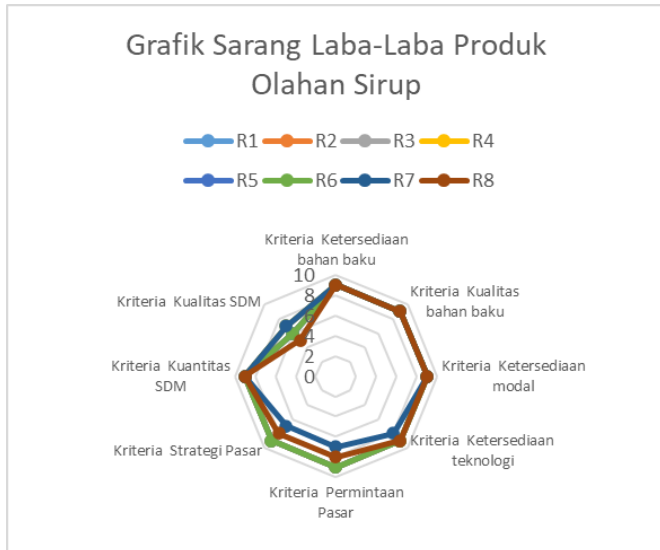 Grafik Sarang Laba-Laba Produk
Olahan Sirup
R1 R2 R3 R4
R5 R6 R7 R8
Kriteria Ketersediaan
bahan baku
Kriteria Kualitas
bahan baku
Kriteria Ketersediaan
modal
Kriteria Ketersediaan
teknologi
Kriteria Permintaan
Pasar
Kriteria Strategi Pasar
Kriteria Kuantitas
SDM
Kriteria Kualitas SDM
10
8
6
4
2
0